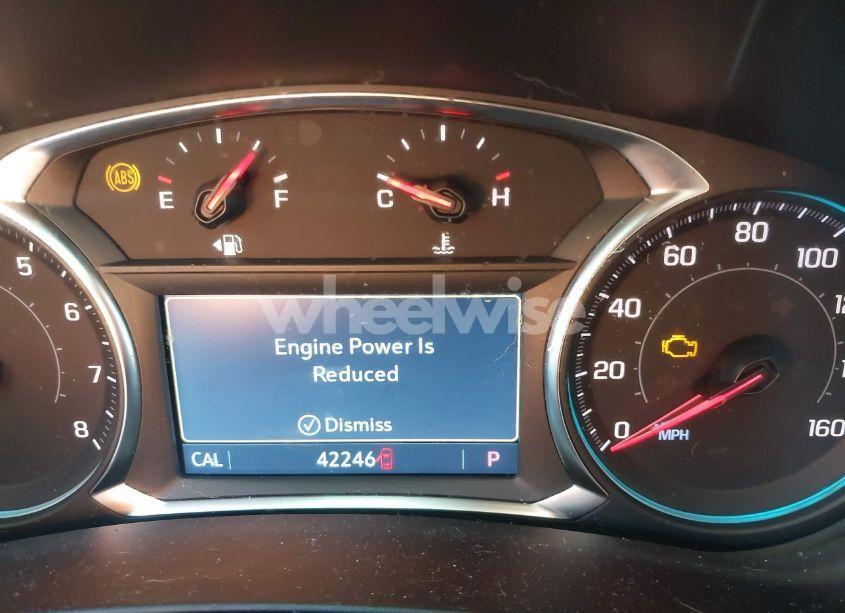 ABS
E F
C H
5
6
7
8
wheelwise
Engine Power Is
Reduced
Dismiss
CAL 42246 P
0
20
40
60
80
100
160
MPH